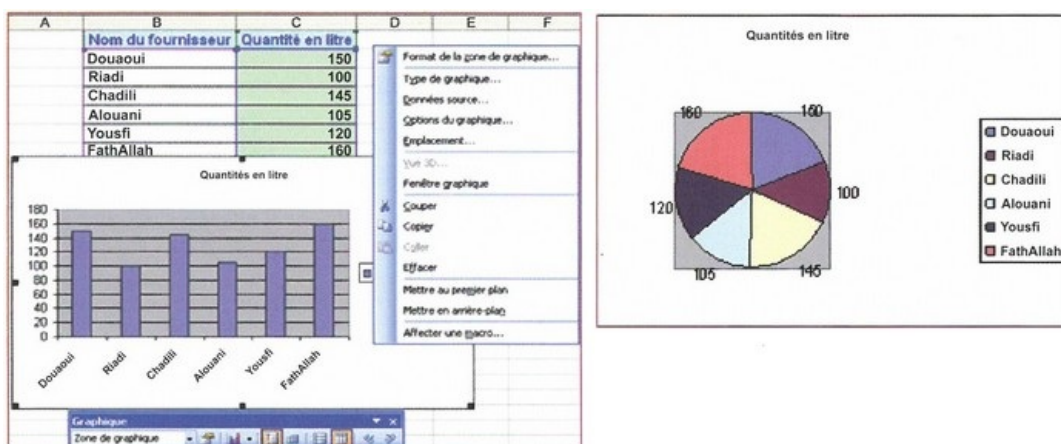 A B C D E F
Nom du fournisseur Quantité en litre
Douaoui 150
Riadi 100
Chadili 145
Alouani 105
Yousfi 120
FathAllah 160
Format de la zone de graphique...
Type de graphique...
Données source...
Options du graphique...
Emplacement...
Vue 3D...
Fenêtre graphique
Couper
Copier
Coller
Effacer
Mettre au premier plan
Mettre en arrière-plan
Affecter une macro...
Quantités en litre
180
160
140
120
100
80
60
40
20
0
Douaoui Riadi Chadili Alouani Yousfi FathAllah
Graphique
Zone de graphique
Quantités en litre
160
100
145
105
120
Douaoui
Riadi
Chadili
Alouani
Yousfi
FathAllah